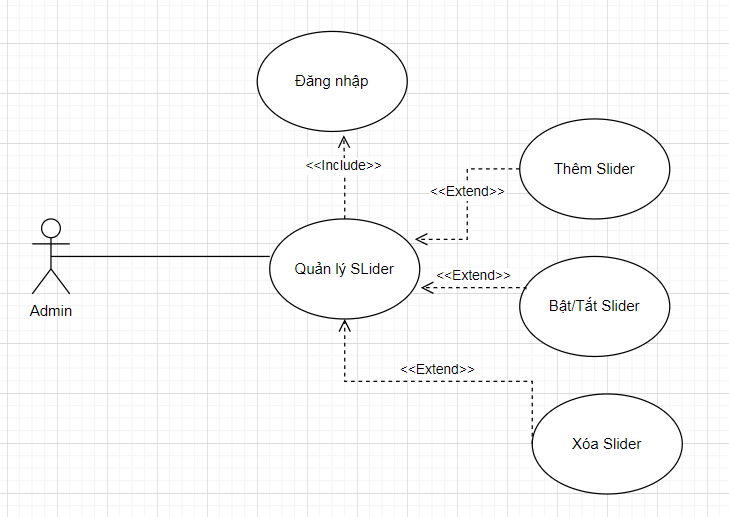 Đăng nhập
<<Include>>
Thêm Slider
<<Extend>>
Quản lý SLider
<<Extend>>
Bật/Tắt Slider
Admin
<<Extend>>
Xóa Slider